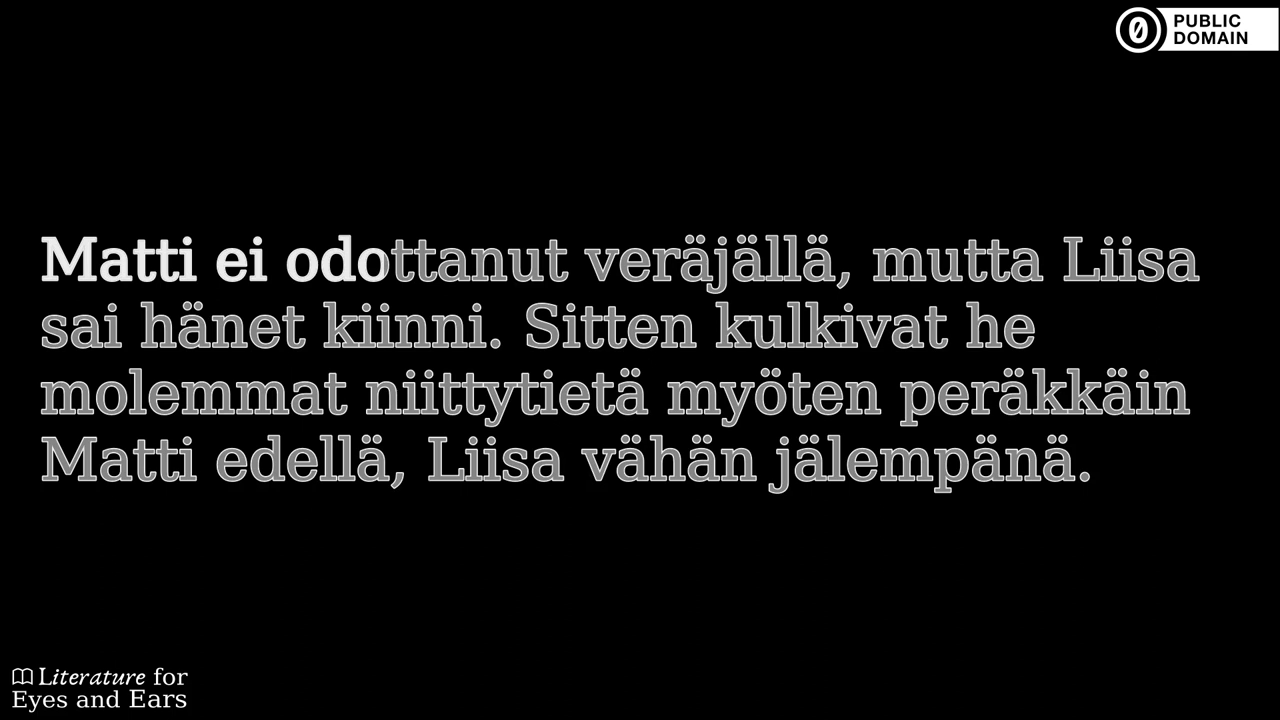 PUBLIC
DOMAIN
Matti ei odottanut veräjällä, mutta Liisa
sai hänet kiinni. Sitten kulkivat he
molemmat niittytietä myöten peräkkäin
Matti edellä, Liisa vähän jälempänä.
Literature for
Eyes and Ears